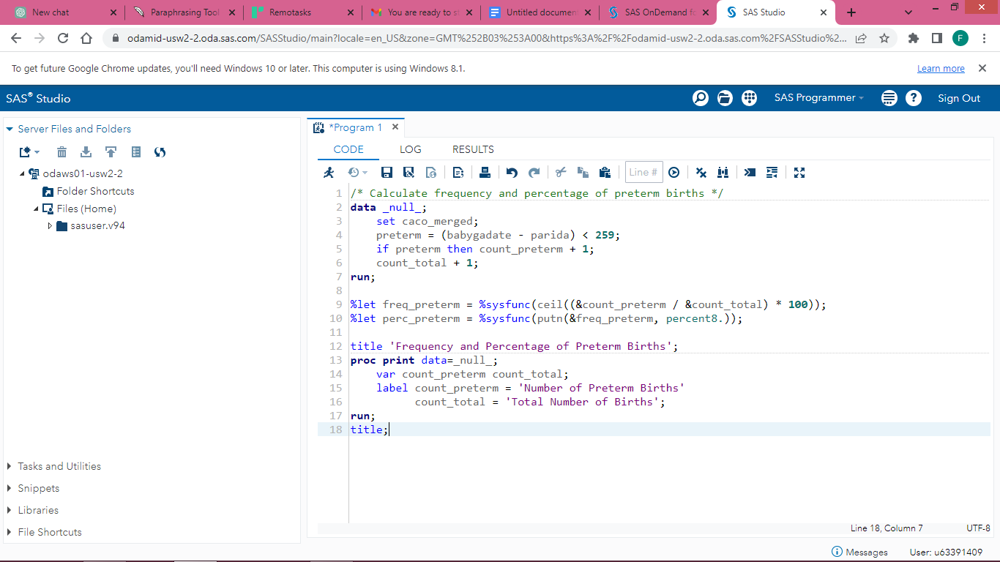 New chat
Paraphrasing Tool
Remotasks
You are ready to st
Untitled document
SAS OnDemand fo
SAS Studio
odamid-usw2-2.oda.sas.com/SASStudio/main?locale=en_US&zone=GMT%252B03%253A00&https%3A%2F%2Fodamid-usw2-2.oda.sas.com%2FSASStudio%2...
F
To get future Google Chrome updates, you'll need Windows 10 or later. This computer is using Windows 8.1.
Learn more
SAS® Studio
SAS Programmer
Sign Out
Server Files and Folders
odaws01-usw2-2
Folder Shortcuts
Files (Home)
sasuser.v94
Tasks and Utilities
Snippets
Libraries
File Shortcuts
*Program 1
CODE LOG RESULTS
Line #
1 /* Calculate frequency and percentage of preterm births */
2 data _null_;
3     set caco_merged;
4     preterm = (babygadate - parida) < 259;
5     if preterm then count_preterm + 1;
6     count_total + 1;
7 run;
8
9 %let freq_preterm = %sysfunc(ceil((&count_preterm / &count_total) * 100));
10 %let perc_preterm = %sysfunc(putn(&freq_preterm, percent8.));
11
12 title 'Frequency and Percentage of Preterm Births';
13 proc print data=_null_;
14     var count_preterm count_total;
15     label count_preterm = 'Number of Preterm Births'
16           count_total = 'Total Number of Births';
17 run;
18 title;
Line 18, Column 7
UTF-8
Messages
User: u63391409